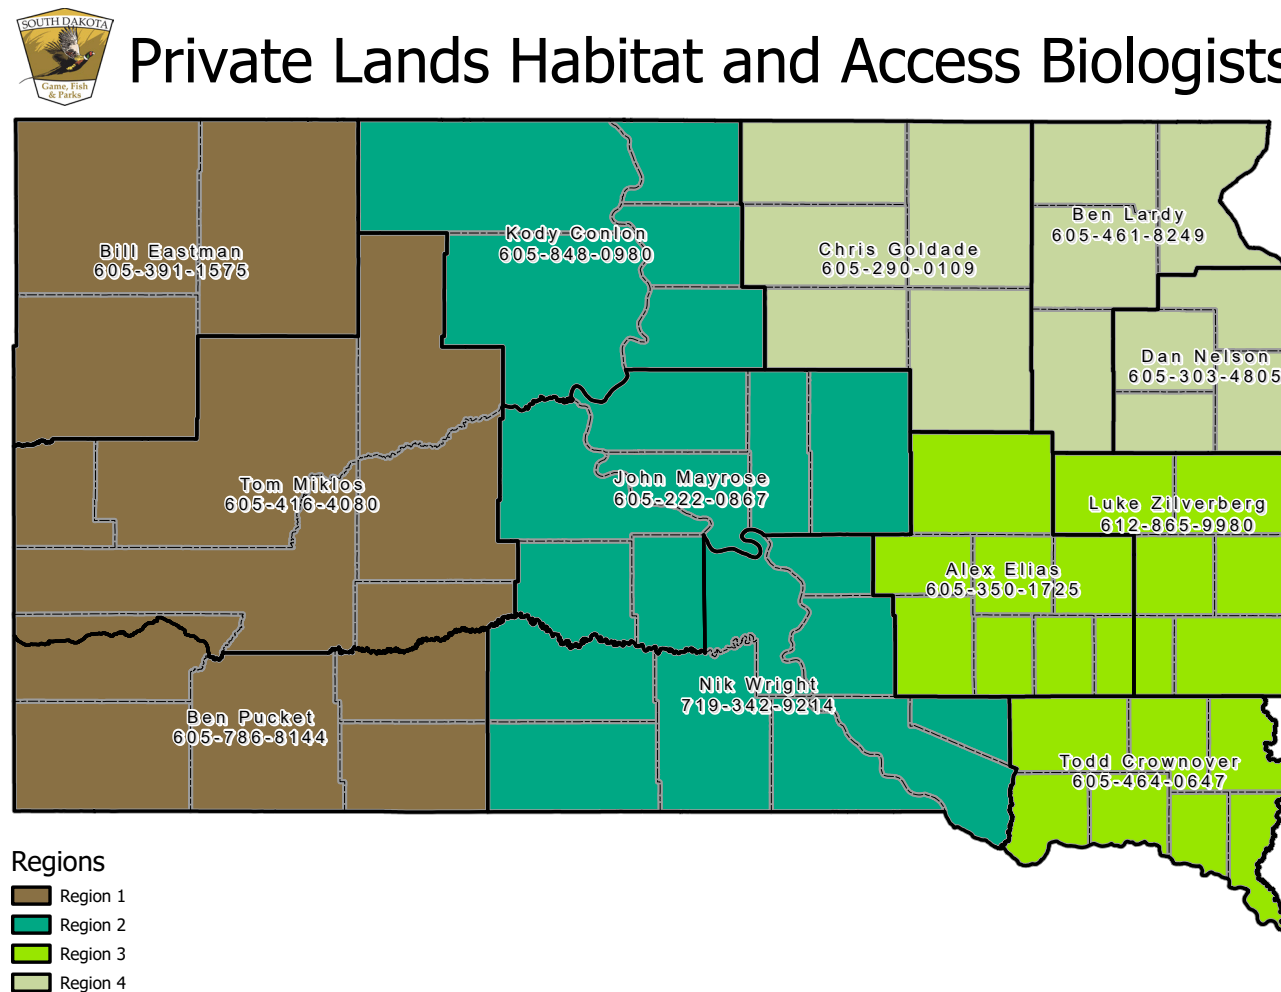 SOUTH DAKOTA
Game, Fish
& Parks
Private Lands Habitat and Access Biologists
Bill Eastman
605-391-1575
Kody Conlon
605-848-0980
Chris Goldade
605-290-0109
Ben Lardy
605-461-8249
Dan Nelson
605-303-4805
Tom Miklos
605-416-4080
John Mayrose
605-222-0867
Luke Zilverberg
612-865-9980
Alex Elias
605-350-1725
Nik Wright
719-342-9214
Ben Pucket
605-786-8144
Todd Crownover
605-464-0647
Regions
Region 1
Region 2
Region 3
Region 4